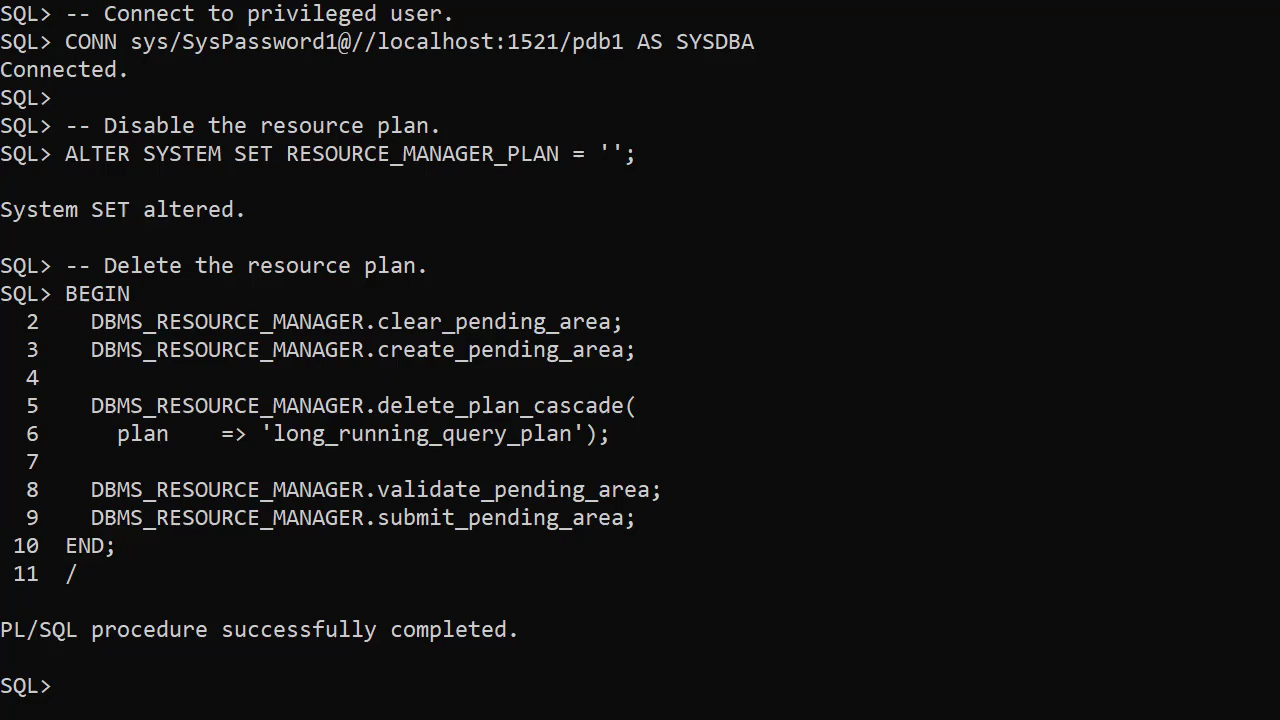 SQL> -- Connect to privileged user.
SQL> CONN sys/SysPassword1@//localhost:1521/pdb1 AS SYSDBA
Connected.
SQL>
SQL> -- Disable the resource plan.
SQL> ALTER SYSTEM SET RESOURCE_MANAGER_PLAN = '';
System SET altered.
SQL> -- Delete the resource plan.
SQL> BEGIN
  2    DBMS_RESOURCE_MANAGER.clear_pending_area;
  3    DBMS_RESOURCE_MANAGER.create_pending_area;
  4
  5    DBMS_RESOURCE_MANAGER.delete_plan_cascade(
  6      plan    => 'long_running_query_plan');
  7
  8    DBMS_RESOURCE_MANAGER.validate_pending_area;
  9    DBMS_RESOURCE_MANAGER.submit_pending_area;
 10  END;
 11  /
PL/SQL procedure successfully completed.
SQL>